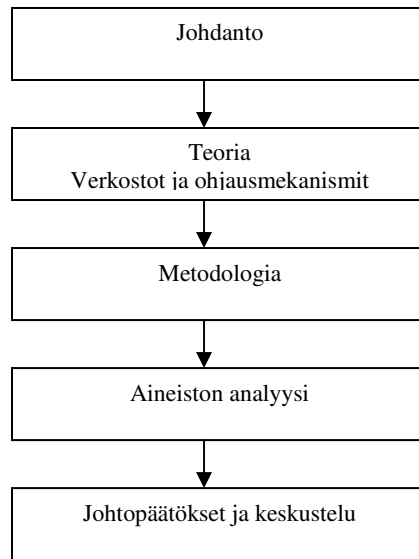 Johdanto
Teoria
Verkostot ja ohjausmekanismit
Metodologia
Aineiston analyysi
Johtopäätökset ja keskustelu